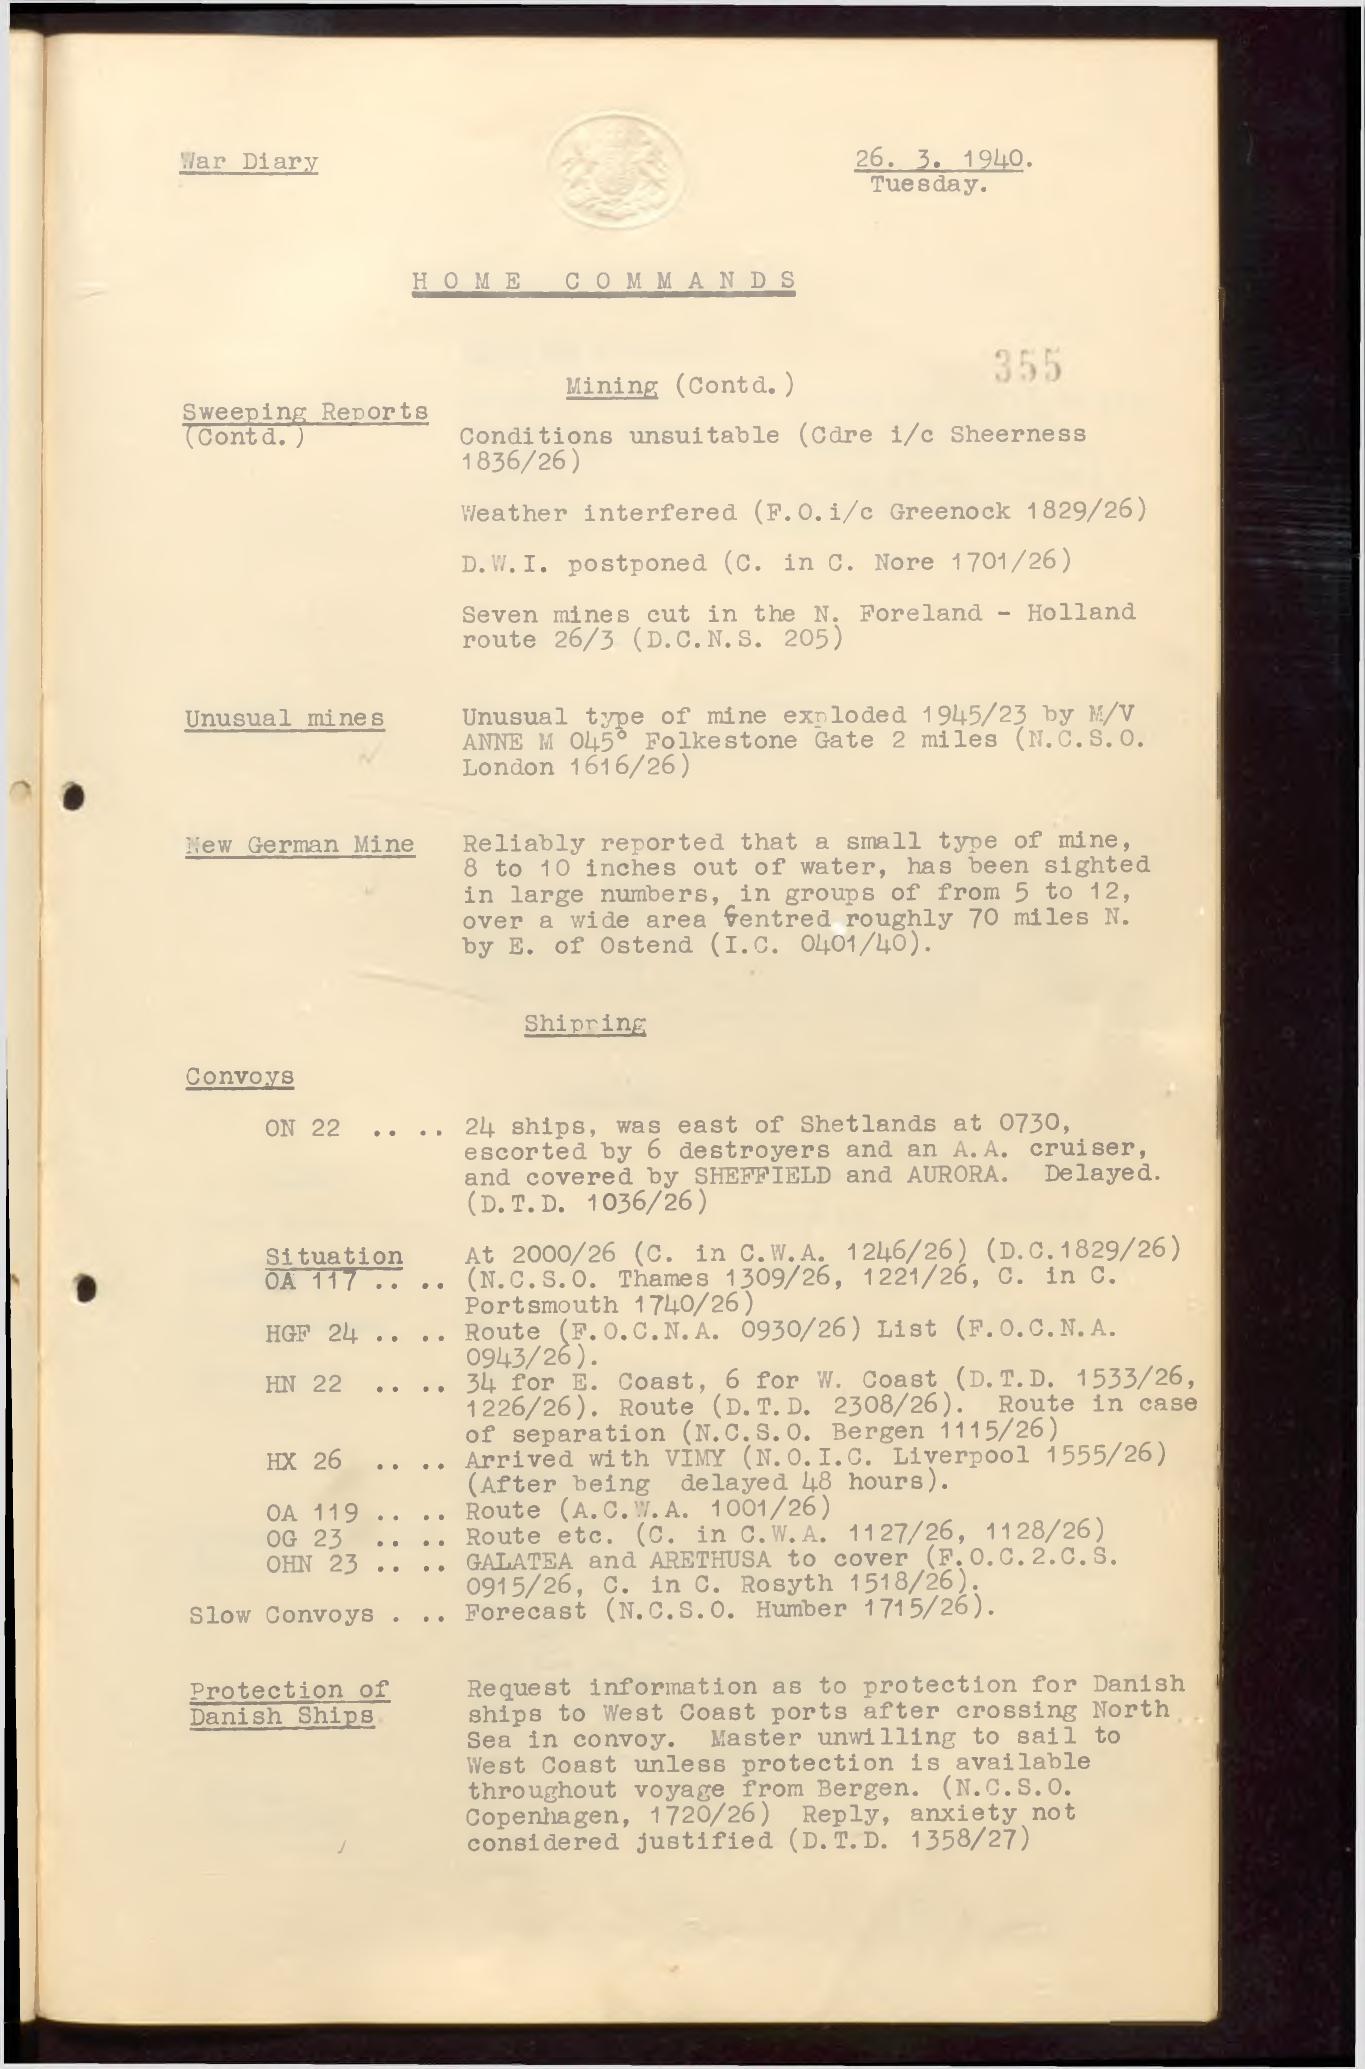 War Diary
26. 3. 1940.
Tuesday.
HOME COMMANDS
355
Mining (Contd.)
Sweeping Reports
(Contd.)
Conditions unsuitable (Cdre i/c Sheerness
1836/26)
Weather interfered (F.O.i/c Greenock 1829/26)
D.W.I. postponed (C. in C. Nore 1701/26)
Seven mines cut in the N. Foreland - Holland
route 26/3 (D.C.N.S. 205)
Unusual mines
Unusual type of mine exploded 1945/23 by M/V
ANNE M 045° Folkestone Gate 2 miles (N.C.S.O.
London 1616/26)
New German Mine
Reliably reported that a small type of mine,
8 to 10 inches out of water, has been sighted
in large numbers, in groups of from 5 to 12,
over a wide area centred roughly 70 miles N.
by E. of Ostend (I.C. 0401/40).
Shipping
Convoys
ON 22 .. .. 24 ships, was east of Shetlands at 0730,
escorted by 6 destroyers and an A.A. cruiser,
and covered by SHEFFIELD and AURORA. Delayed.
(D.T.D. 1036/26)
Situation At 2000/26 (C. in C.W.A. 1246/26) (D.C.1829/26)
OA 117 .. .. (N.C.S.O. Thames 1309/26, 1221/26, C. in C.
Portsmouth 1740/26)
HGF 24 .. .. Route (F.O.C.N.A. 0930/26) List (F.O.C.N.A.
0943/26).
HN 22 .. .. 34 for E. Coast, 6 for W. Coast (D.T.D. 1533/26,
1226/26). Route (D.T.D. 2308/26). Route in case
of separation (N.C.S.O. Bergen 1115/26)
HX 26 .. .. Arrived with VIMY (N.O.I.C. Liverpool 1555/26)
(After being delayed 48 hours).
OA 119 .. .. Route (A.C.W.A. 1001/26)
OG 23 .. .. Route etc. (C. in C.W.A. 1127/26, 1128/26)
OHN 23 .. .. GALATEA and ARETHUSA to cover (F.O.C.2.C.S.
0915/26, C. in C. Rosyth 1518/26).
Slow Convoys . .. Forecast (N.C.S.O. Humber 1715/26).
Protection of
Danish Ships
Request information as to protection for Danish
ships to West Coast ports after crossing North
Sea in convoy. Master unwilling to sail to
West Coast unless protection is available
throughout voyage from Bergen. (N.C.S.O.
Copenhagen, 1720/26) Reply, anxiety not
considered justified (D.T.D. 1358/27)